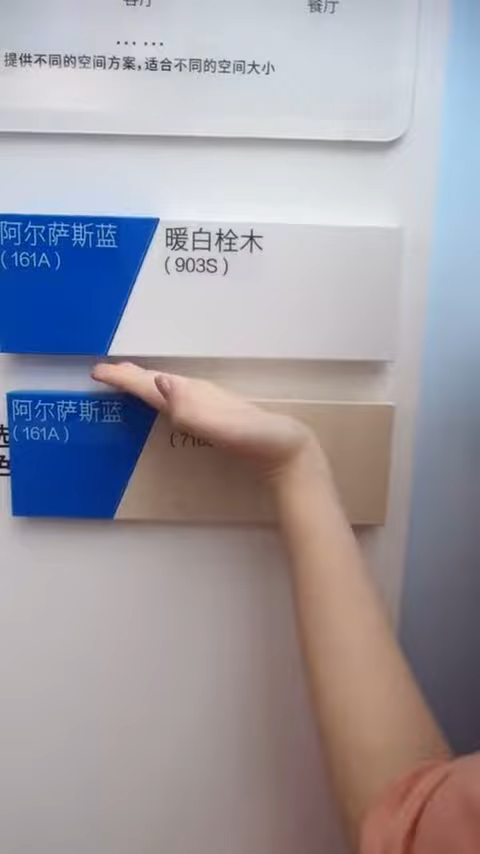 客厅
餐厅
……
提供不同的空间方案,适合不同的空间大小
阿尔萨斯蓝
(161A)
暖白栓木
(903S)
阿尔萨斯蓝
(161A)